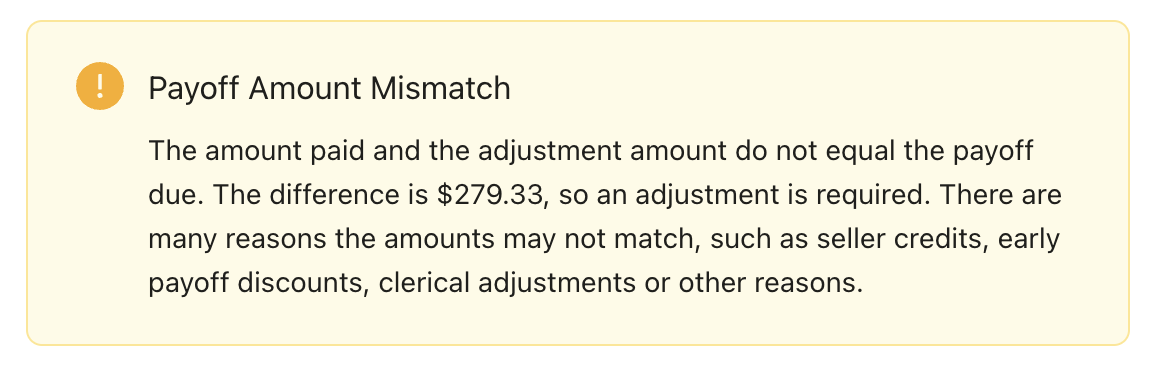 !
Payoff Amount Mismatch
The amount paid and the adjustment amount do not equal the payoff
due. The difference is $279.33, so an adjustment is required. There are
many reasons the amounts may not match, such as seller credits, early
payoff discounts, clerical adjustments or other reasons.